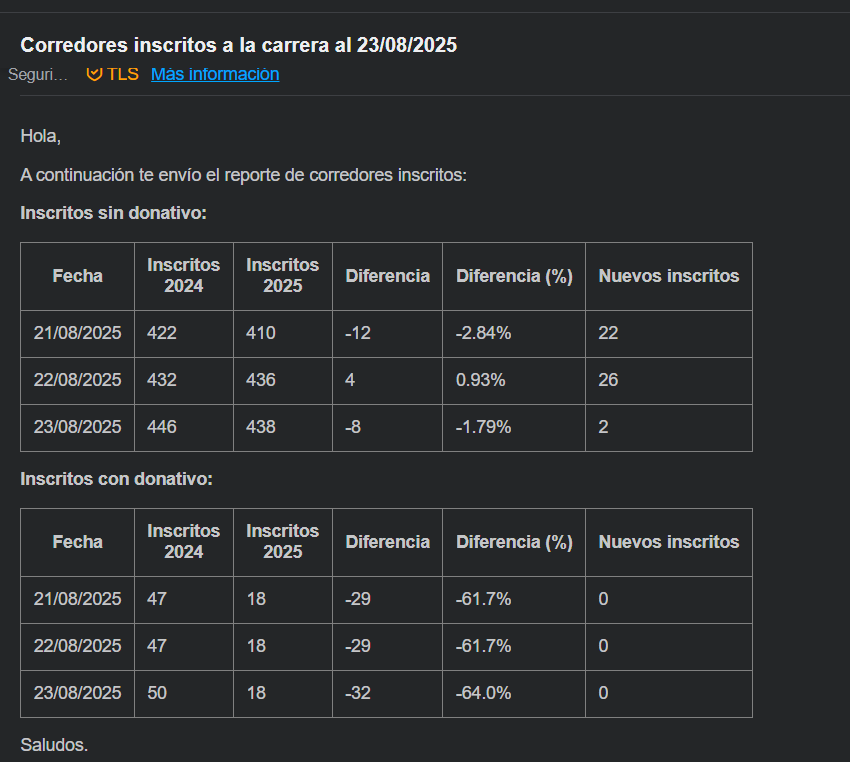 Corredores inscritos a la carrera al 23/08/2025
Seguri... TLS Más información
Hola,
A continuación te envío el reporte de corredores inscritos:
Inscritos sin donativo:
Fecha Inscritos 2024 Inscritos 2025 Diferencia Diferencia (%) Nuevos inscritos
21/08/2025 422 410 -12 -2.84% 22
22/08/2025 432 436 4 0.93% 26
23/08/2025 446 438 -8 -1.79% 2
Inscritos con donativo:
Fecha Inscritos 2024 Inscritos 2025 Diferencia Diferencia (%) Nuevos inscritos
21/08/2025 47 18 -29 -61.7% 0
22/08/2025 47 18 -29 -61.7% 0
23/08/2025 50 18 -32 -64.0% 0
Saludos.